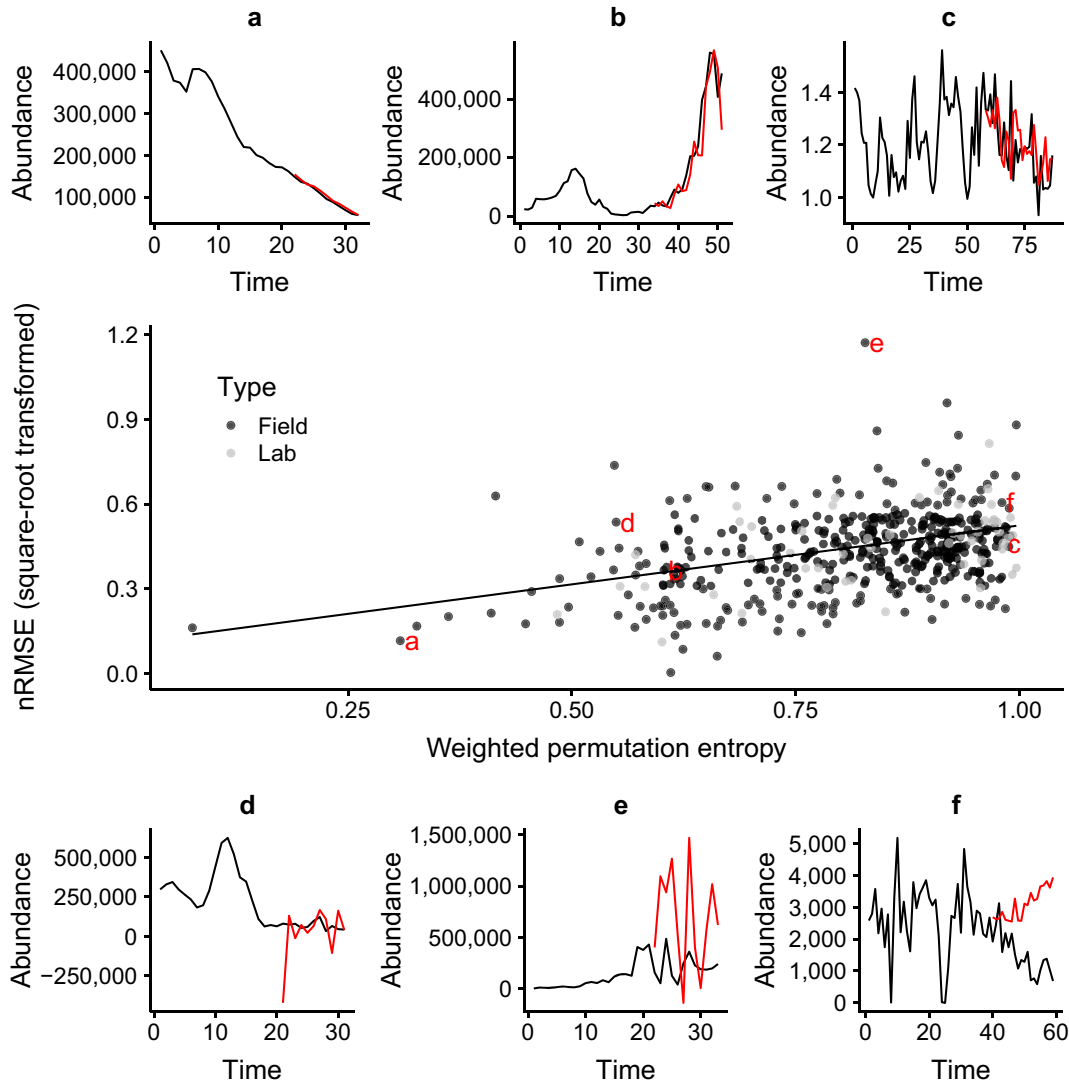 a
b
c
Abundance
400,000
300,000
200,000
100,000
0
10
20
30
Time
Abundance
400,000
200,000
0
0
10
20
30
40
50
Time
Abundance
1.4
1.2
1.0
0
25
50
75
Time
nRMSE (square-root transformed)
1.2
0.9
0.6
0.3
0.0
Type
Field
Lab
e
d
f
c
b
a
0.25
0.50
0.75
1.00
Weighted permutation entropy
d
e
f
Abundance
500,000
250,000
0
−250,000
0
10
20
30
Time
Abundance
1,500,000
1,000,000
500,000
0
0
10
20
30
Time
Abundance
5,000
4,000
3,000
2,000
1,000
0
0
20
40
60
Time